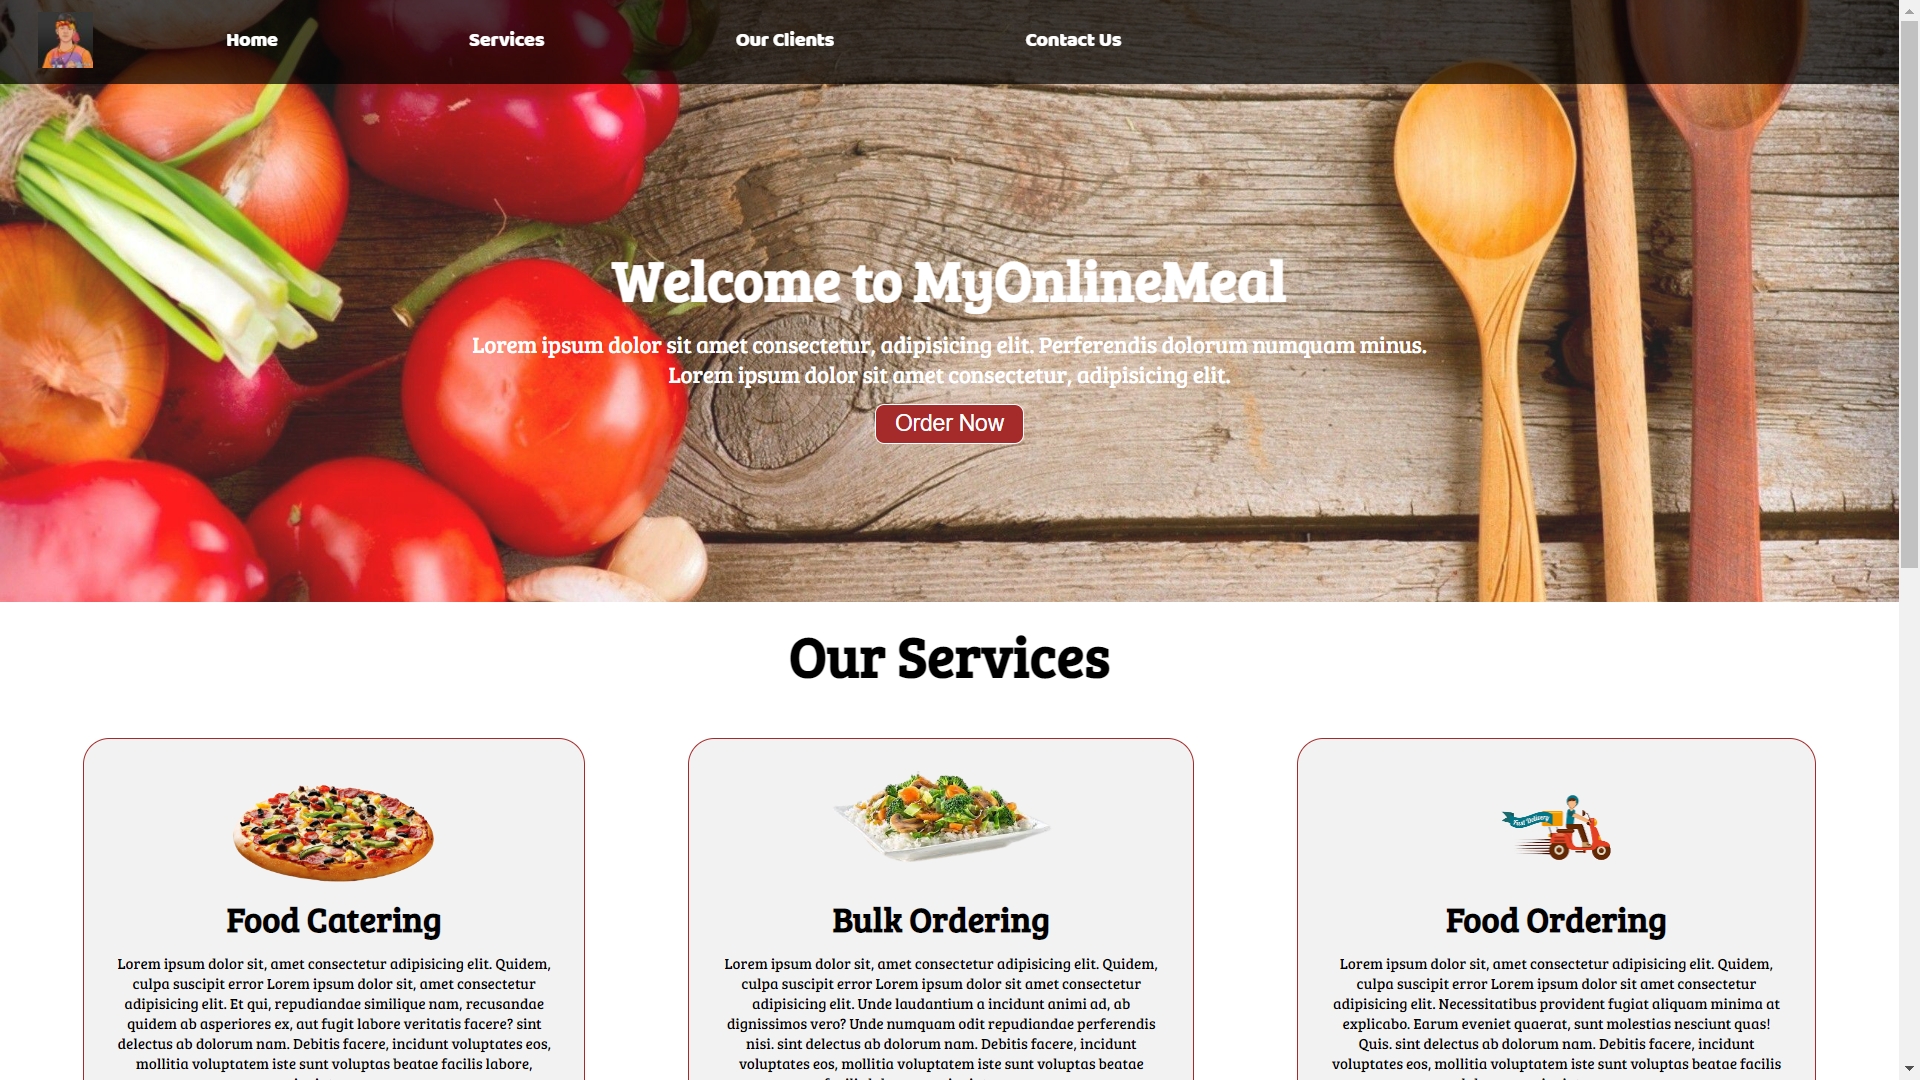 Home
Services
Our Clients
Contact Us
Welcome to MyOnlineMeal
Lorem ipsum dolor sit amet consectetur, adipisicing elit. Perferendis dolorum numquam minus.
Lorem ipsum dolor sit amet consectetur, adipisicing elit.
Order Now
Our Services
Fast Delivery
Food Catering
Lorem ipsum dolor sit, amet consectetur adipisicing elit. Quidem,
culpa suscipit error Lorem ipsum dolor sit, amet consectetur
adipisicing elit. Et qui, repudiandae similique nam, recusandae
quidem ab asperiores ex, aut fugit labore veritatis facere? sint
delectus ab dolorum nam. Debitis facere, incidunt voluptates eos,
mollitia voluptatem iste sunt voluptas beatae facilis labore,
Bulk Ordering
Lorem ipsum dolor sit, amet consectetur adipisicing elit. Quidem,
culpa suscipit error Lorem ipsum dolor sit amet consectetur
adipisicing elit. Unde laudantium a incidunt animi ad, ab
dignissimos vero? Unde numquam odit repudiandae perferendis
nisi. sint delectus ab dolorum nam. Debitis facere, incidunt
voluptates eos, mollitia voluptatem iste sunt voluptas beatae
Food Ordering
Lorem ipsum dolor sit, amet consectetur adipisicing elit. Quidem,
culpa suscipit error Lorem ipsum dolor sit amet consectetur
adipisicing elit. Necessitatibus provident fugiat aliquam minima at
explicabo. Earum eveniet quaerat, sunt molestias nesciunt quas!
Quis. sint delectus ab dolorum nam. Debitis facere, incidunt
voluptates eos, mollitia voluptatem iste sunt voluptas beatae facilis